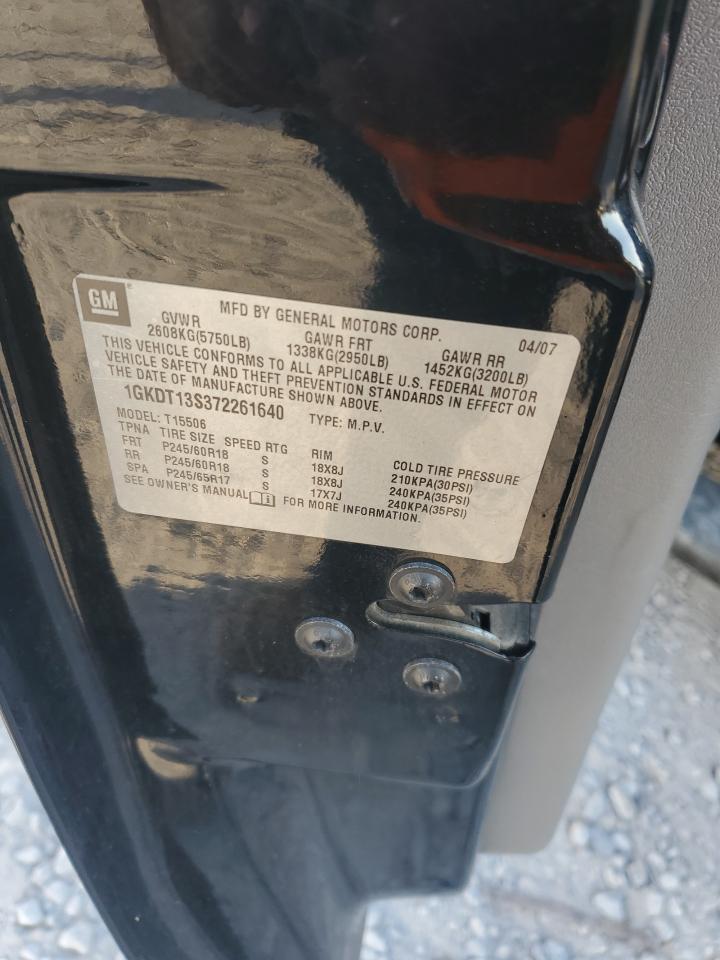 GM
MFD BY GENERAL MOTORS CORP. 04/07
GVWR GAWR FRT GAWR RR
2608KG(5750LB) 1338KG(2950LB) 1452KG(3200LB)
THIS VEHICLE CONFORMS TO ALL APPLICABLE U.S. FEDERAL MOTOR
VEHICLE SAFETY AND THEFT PREVENTION STANDARDS IN EFFECT ON
THE DATE OF MANUFACTURE SHOWN ABOVE.
1GKDT13S372261640 TYPE: M.P.V.
MODEL: T15506
TPNA TIRE SIZE SPEED RTG RIM COLD TIRE PRESSURE
FRT P245/60R18 S 18X8J 210KPA(30PSI)
RR P245/60R18 S 18X8J 240KPA(35PSI)
SPA P245/65R17 S 17X7J 240KPA(35PSI)
SEE OWNER'S MANUAL i FOR MORE INFORMATION.